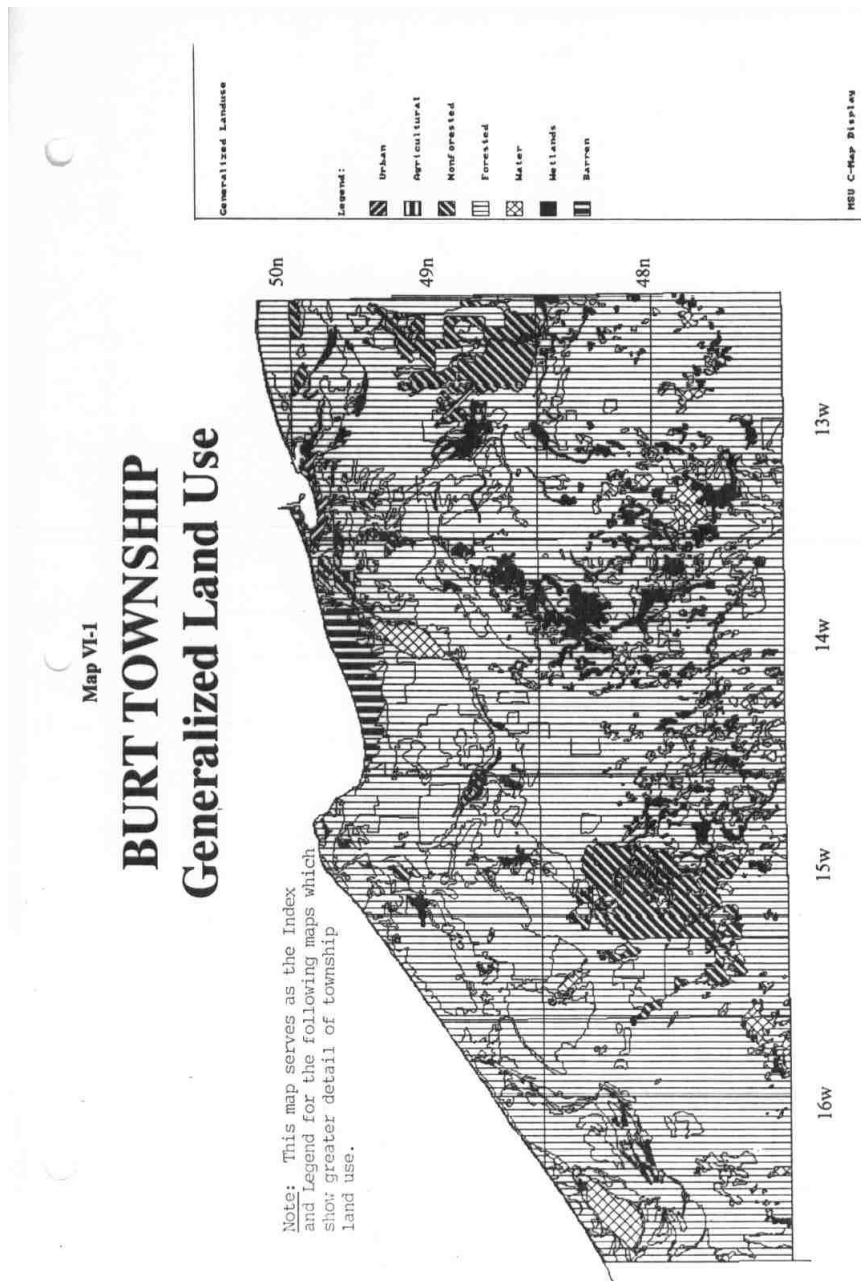 Map VI-1
BURT TOWNSHIP
Generalized Land Use
Note: This map serves as the Index
and Legend for the following maps which
show greater detail of township
land use.
50n
49n
48n
16w
15w
14w
13w
Generalized Landuse
Legend:
Urban
Agricultural
Nonforested
Forested
Water
Wetlands
Barren
MSU C-Map Display